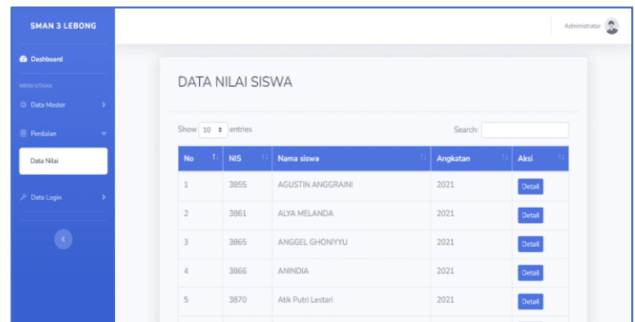 SMAN 3 LEBONG
Administrator
Dashboard
MENU SISWA
Data Master
Penilaian
Data Nilai
Data Login
DATA NILAI SISWA
Show 10 entries
Search:
No NIS Nama siswa Angkatan Aksi
1 3855 AGUSTIN ANGGRAINI 2021 Detail
2 3861 ALYA MELANDA 2021 Detail
3 3865 ANGGEL GHONIYYU 2021 Detail
4 3866 ANINDIA 2021 Detail
5 3870 Atik Putri Lestari 2021 Detail